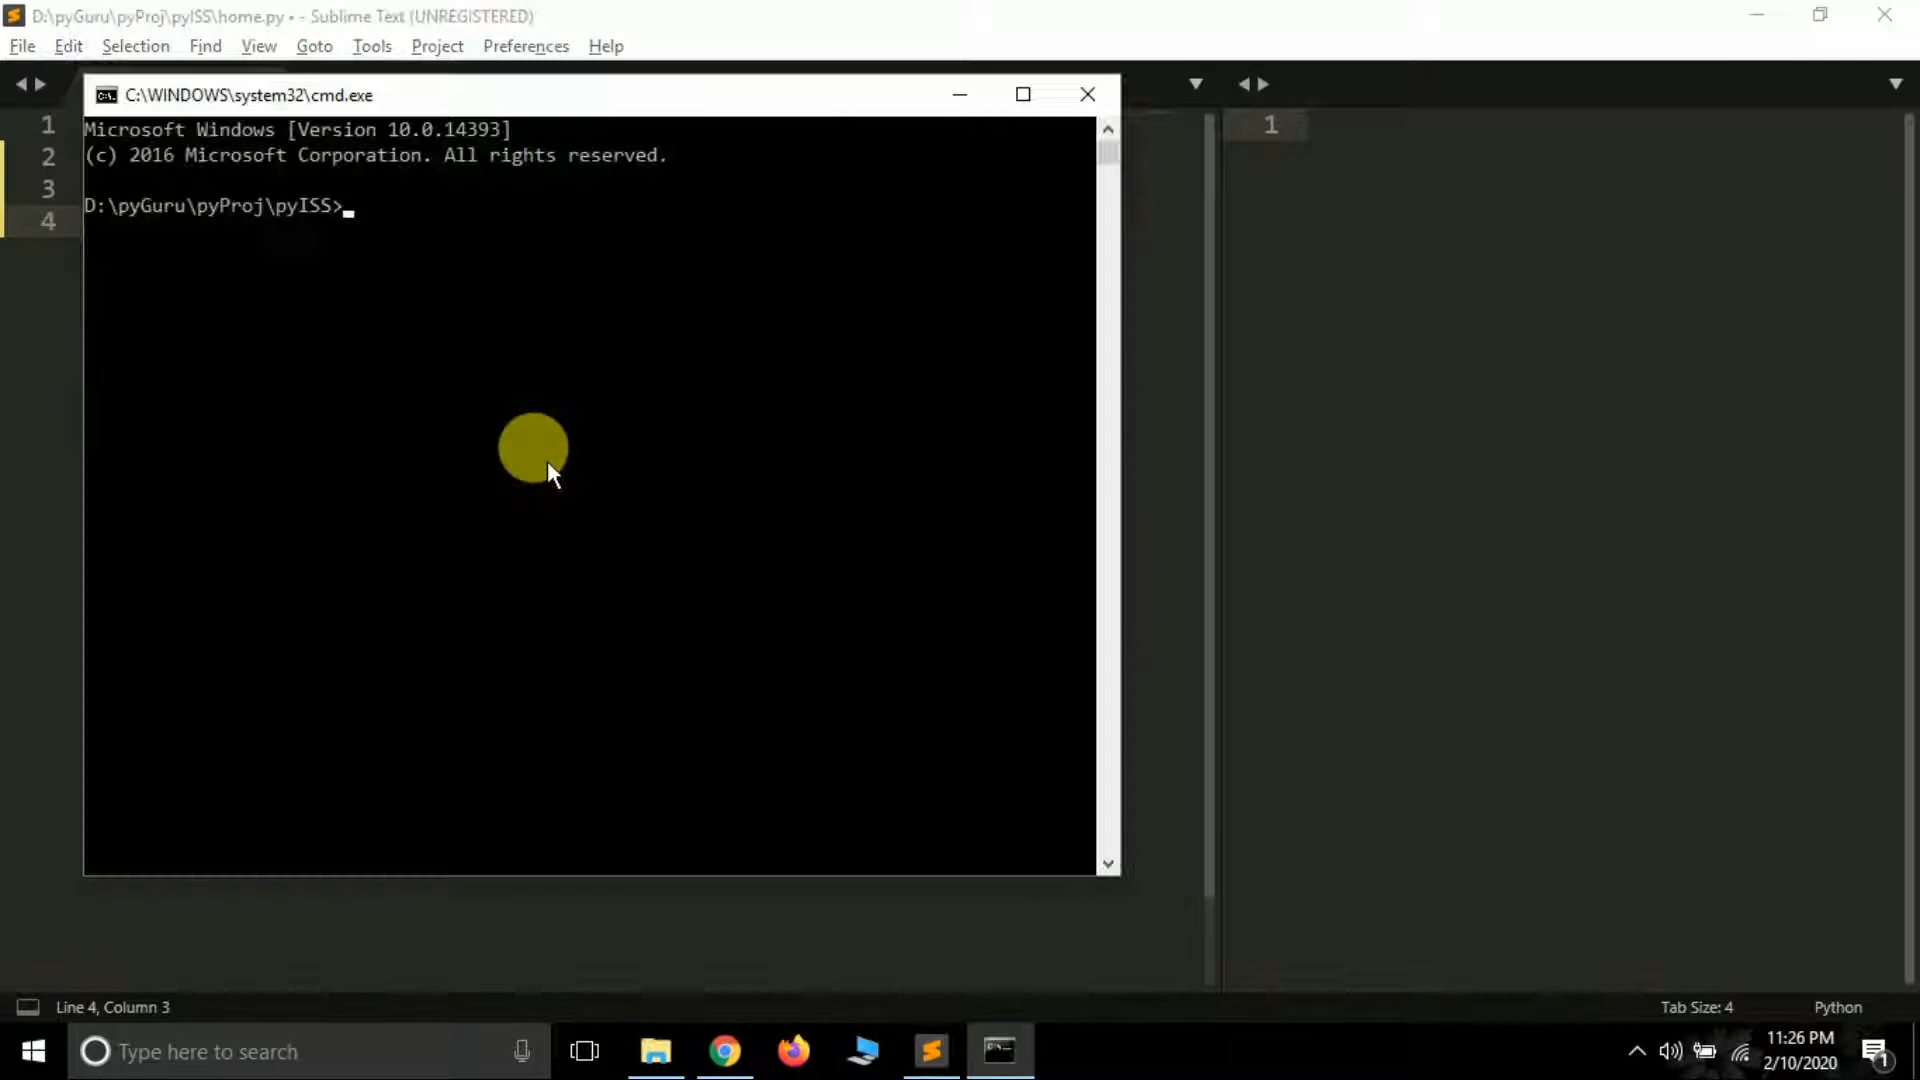 D:\pyGuru\pyProj\pyISS\home.py • - Sublime Text (UNREGISTERED)
File Edit Selection Find View Goto Tools Project Preferences Help
C:\WINDOWS\system32\cmd.exe
1
2
3
4
Microsoft Windows [Version 10.0.14393]
(c) 2016 Microsoft Corporation. All rights reserved.
D:\pyGuru\pyProj\pyISS>
1
Line 4, Column 3
Tab Size: 4
Python
Type here to search
11:26 PM
2/10/2020
1